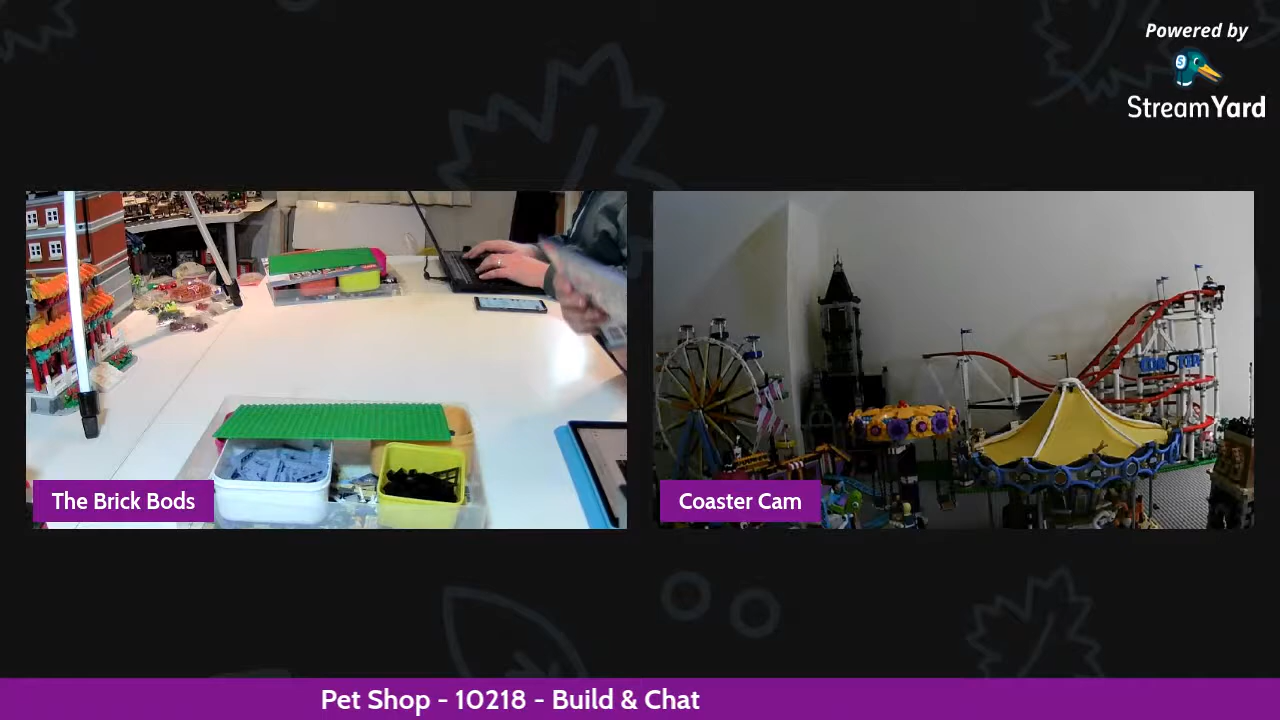 Powered by
StreamYard
The Brick Bods
Coaster Cam
Pet Shop - 10218 - Build & Chat